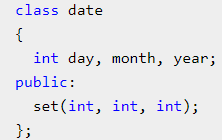 class date
{
  int day, month, year;
public:
  set(int, int, int);
};